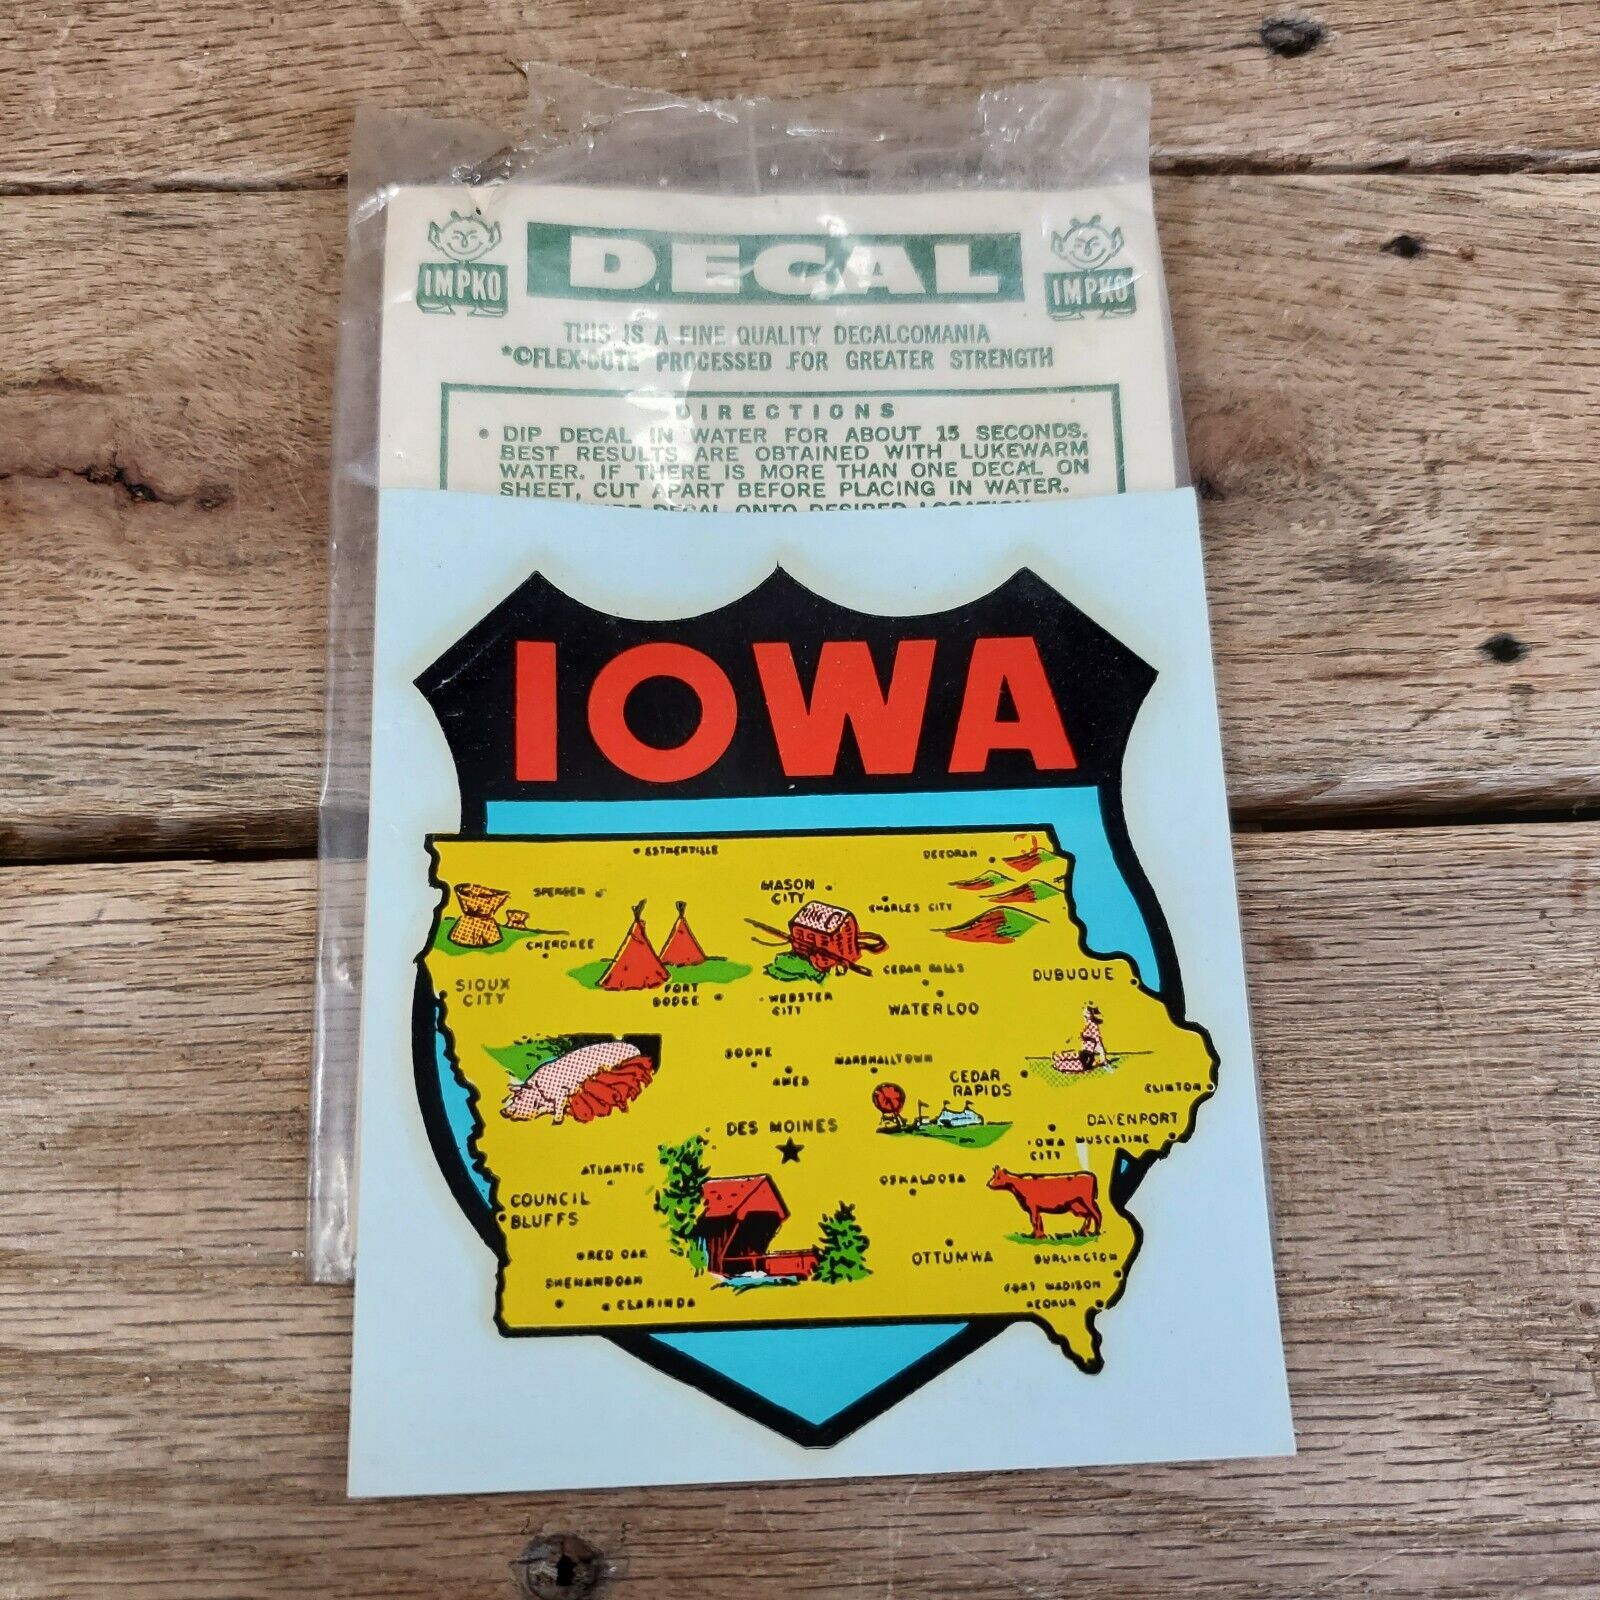 DECAL
IMPKO
IMPKO
THIS IS A FINE QUALITY DECALCOMANIA
*©FLEX-COTE PROCESSED FOR GREATER STRENGTH
DIRECTIONS
• DIP DECAL IN WATER FOR ABOUT 15 SECONDS.
BEST RESULTS ARE OBTAINED WITH LUKEWARM
WATER. IF THERE IS MORE THAN ONE DECAL ON
SHEET, CUT APART BEFORE PLACING IN WATER.
DECAL ONTO DESIRED LOCATION
IOWA
ESTHERVILLE
DECORAH
SPENCER
MASON
CITY
CHARLES CITY
CHEROKEE
SIOUX
CITY
FORT
DODGE
WEBSTER
CITY
CEDAR FALLS
WATERLOO
DUBUQUE
BOONE
AMES
MARSHALLTOWN
CEDAR
RAPIDS
CLINTON
DES MOINES
DAVENPORT
IOWA
CITY
MUSCATINE
ATLANTIC
OSKALOOSA
COUNCIL
BLUFFS
RED OAK
OTTUMWA
BURLINGTON
SHENANDOAH
CLARINDA
FORT MADISON
KEOKUK